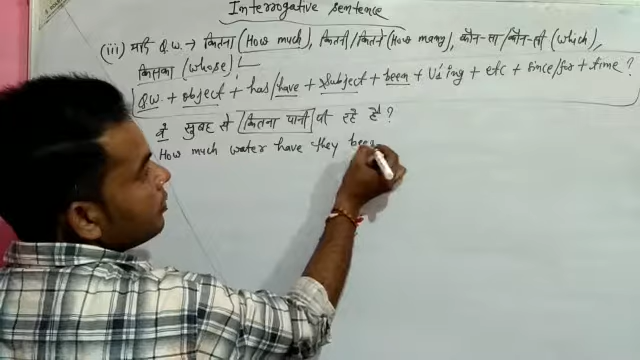 Interrogative sentence
(iii) यदि Q.W. → कितना (How much), कितनी/कितने (How many), कौन-सा/कौन-सी (which),
किसका (whose)
Q.W. + object + has/have + subject + been + V₁ ing + etc + since/for + time?
वे सुबह से कितना पानी पी रहे है?
How much water have they been